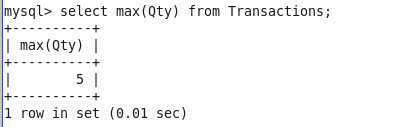 mysql> select max(Qty) from Transactions;
+----------+
| max(Qty) |
+----------+
|        5 |
+----------+
1 row in set (0.01 sec)